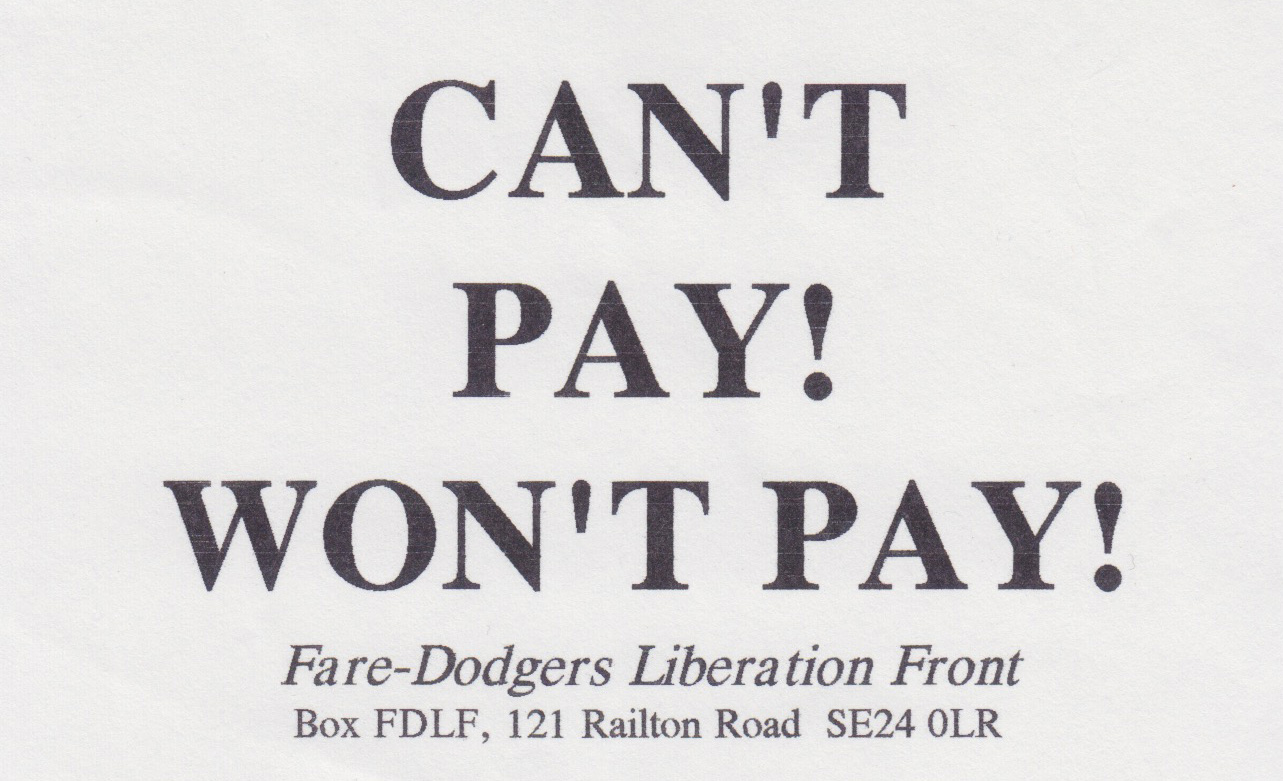 CAN'T
PAY!
WON'T PAY!
Fare-Dodgers Liberation Front
Box FDLF, 121 Railton Road SE24 0LR